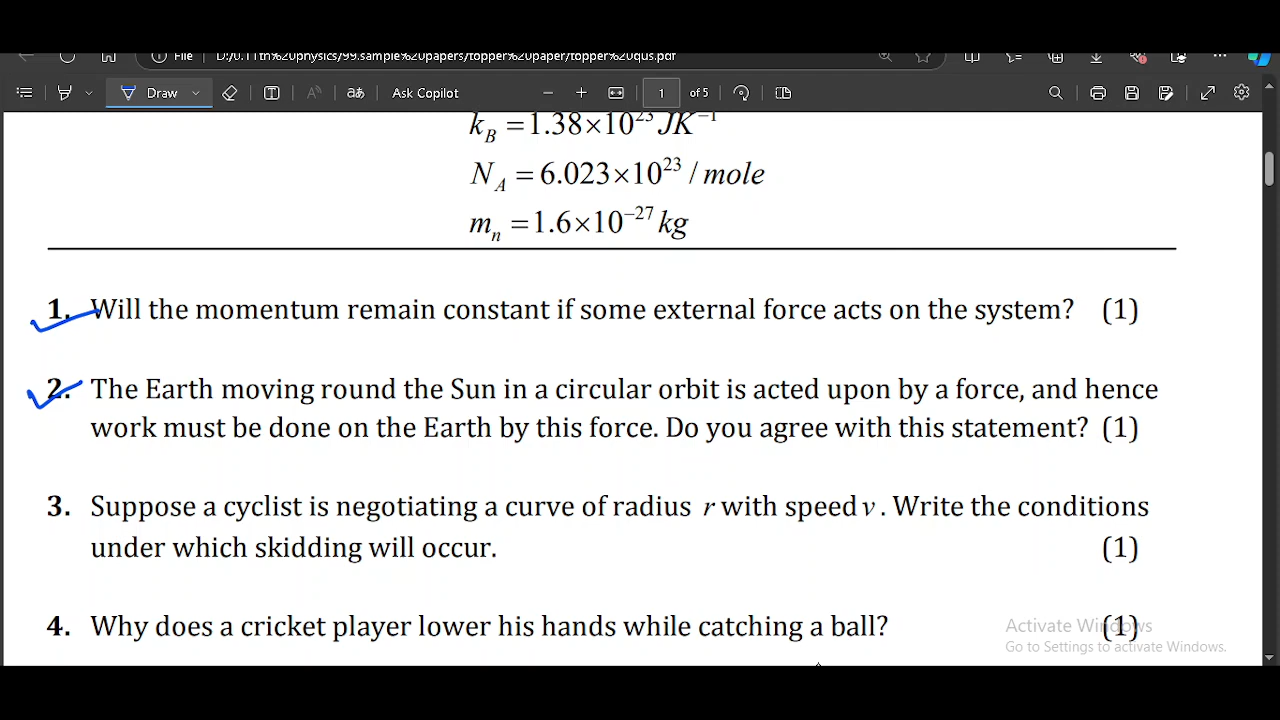 File D:/0.11th%20physics/99.sample%20papers/topper%20paper/topper%20qus.pdf
Draw aあ Ask Copilot 1 of 5
k_B = 1.38×10^23 JK^−1
N_A = 6.023×10^23 / mole
m_n = 1.6×10^−27 kg
1. Will the momentum remain constant if some external force acts on the system? (1)
2. The Earth moving round the Sun in a circular orbit is acted upon by a force, and hence
work must be done on the Earth by this force. Do you agree with this statement? (1)
3. Suppose a cyclist is negotiating a curve of radius r with speed v. Write the conditions
under which skidding will occur. (1)
4. Why does a cricket player lower his hands while catching a ball? (1)
Activate Windows
Go to Settings to activate Windows.